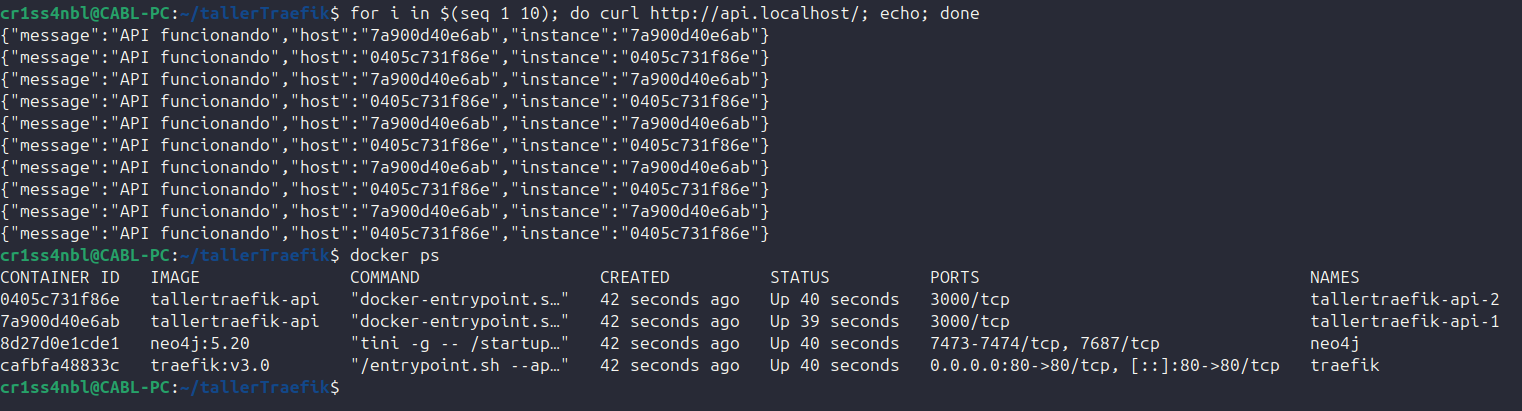 cr1ss4nbl@CABL-PC:~/tallerTraefik$ for i in $(seq 1 10); do curl http://api.localhost/; echo; done
{"message":"API funcionando","host":"7a900d40e6ab","instance":"7a900d40e6ab"}
{"message":"API funcionando","host":"0405c731f86e","instance":"0405c731f86e"}
{"message":"API funcionando","host":"7a900d40e6ab","instance":"7a900d40e6ab"}
{"message":"API funcionando","host":"0405c731f86e","instance":"0405c731f86e"}
{"message":"API funcionando","host":"7a900d40e6ab","instance":"7a900d40e6ab"}
{"message":"API funcionando","host":"0405c731f86e","instance":"0405c731f86e"}
{"message":"API funcionando","host":"7a900d40e6ab","instance":"7a900d40e6ab"}
{"message":"API funcionando","host":"0405c731f86e","instance":"0405c731f86e"}
{"message":"API funcionando","host":"7a900d40e6ab","instance":"7a900d40e6ab"}
{"message":"API funcionando","host":"0405c731f86e","instance":"0405c731f86e"}
cr1ss4nbl@CABL-PC:~/tallerTraefik$ docker ps
CONTAINER ID   IMAGE               COMMAND                  CREATED          STATUS          PORTS                                 NAMES
0405c731f86e   tallertraefik-api   "docker-entrypoint.s…"   42 seconds ago   Up 40 seconds   3000/tcp                              tallertraefik-api-2
7a900d40e6ab   tallertraefik-api   "docker-entrypoint.s…"   42 seconds ago   Up 39 seconds   3000/tcp                              tallertraefik-api-1
8d27d0e1cde1   neo4j:5.20          "tini -g -- /startup…"   42 seconds ago   Up 40 seconds   7473-7474/tcp, 7687/tcp               neo4j
cafbfa48833c   traefik:v3.0        "/entrypoint.sh --ap…"   42 seconds ago   Up 40 seconds   0.0.0.0:80->80/tcp, [::]:80->80/tcp   traefik
cr1ss4nbl@CABL-PC:~/tallerTraefik$